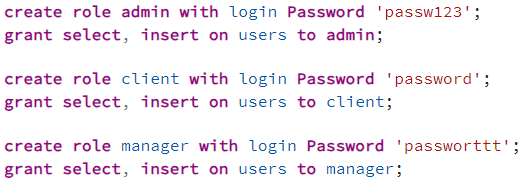 create role admin with login Password 'passw123';
grant select, insert on users to admin;
create role client with login Password 'password';
grant select, insert on users to client;
create role manager with login Password 'passworttt';
grant select, insert on users to manager;